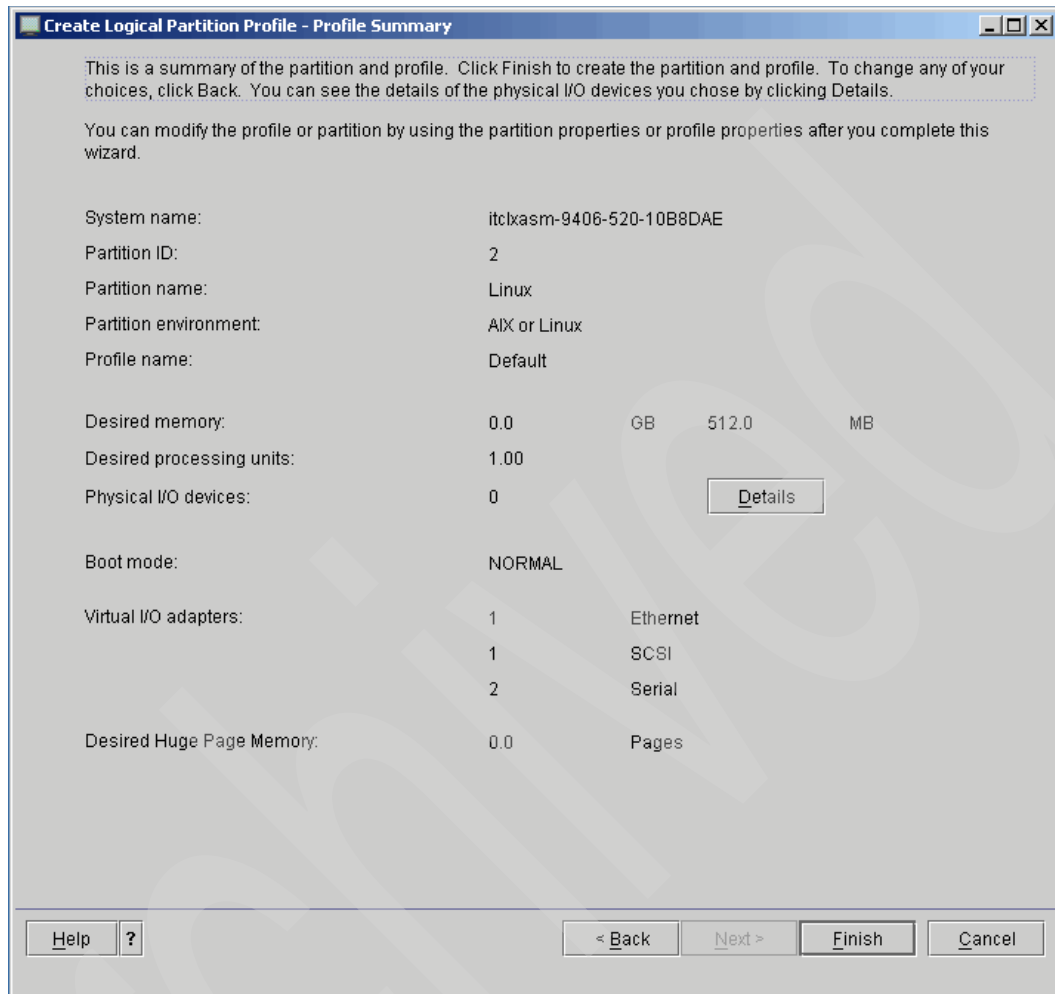 Create Logical Partition Profile - Profile Summary
This is a summary of the partition and profile. Click Finish to create the partition and profile. To change any of your
choices, click Back. You can see the details of the physical I/O devices you chose by clicking Details.
You can modify the profile or partition by using the partition properties or profile properties after you complete this
wizard.
System name: itclxasm-9406-520-10B8DAE
Partition ID: 2
Partition name: Linux
Partition environment: AIX or Linux
Profile name: Default
Desired memory: 0.0 GB 512.0 MB
Desired processing units: 1.00
Physical I/O devices: 0 Details
Boot mode: NORMAL
Virtual I/O adapters: 1 Ethernet
1 SCSI
2 Serial
Desired Huge Page Memory: 0.0 Pages
Help ? < Back Next > Finish Cancel